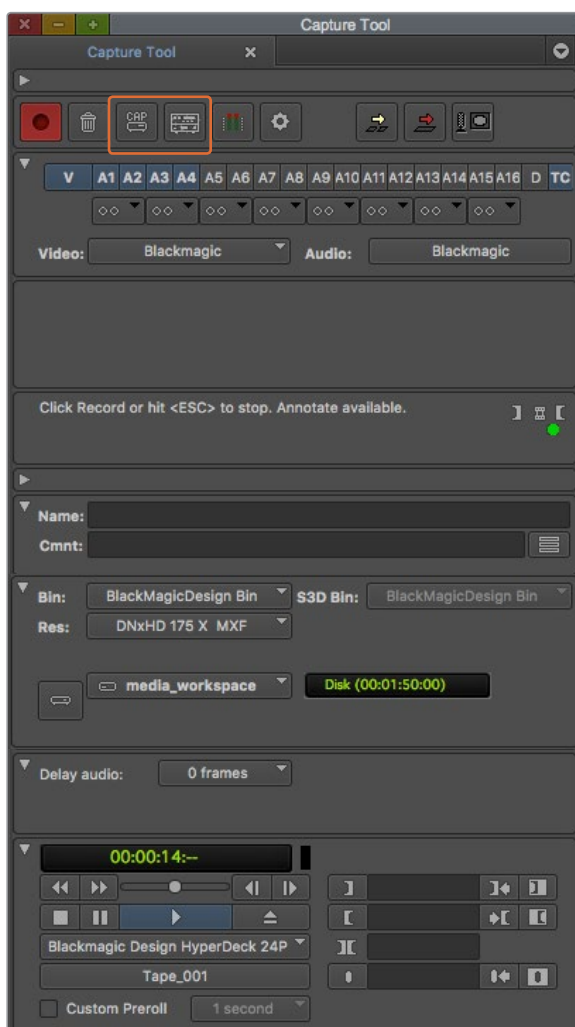 Capture Tool
Capture Tool
CAP
V A1 A2 A3 A4 A5 A6 A7 A8 A9 A10 A11 A12 A13 A14 A15 A16 D TC
Video: Blackmagic Audio: Blackmagic
Click Record or hit <ESC> to stop. Annotate available.
Name:
Cmnt:
Bin: BlackMagicDesign Bin S3D Bin: BlackMagicDesign Bin
Res: DNxHD 175 X MXF
media_workspace Disk (00:01:50:00)
Delay audio: 0 frames
00:00:14:--
Blackmagic Design HyperDeck 24P
Tape_001
Custom Preroll 1 second